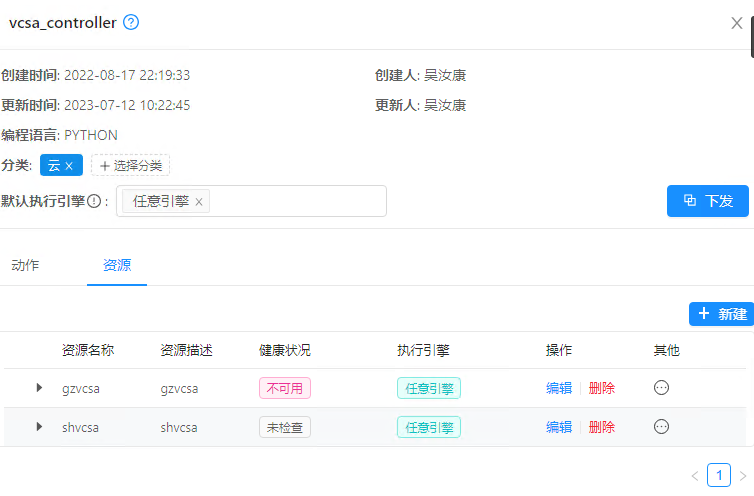 vcsa_controller
创建时间: 2022-08-17 22:19:33 创建人: 吴汝康
更新时间: 2023-07-12 10:22:45 更新人: 吴汝康
编程语言: PYTHON
分类: 云 × + 选择分类
默认执行引擎 : 任意引擎 × 下发
动作 资源
+ 新建
资源名称 资源描述 健康状况 执行引擎 操作 其他
gzvcsa gzvcsa 不可用 任意引擎 编辑 删除
shvcsa shvcsa 未检查 任意引擎 编辑 删除
< 1 >